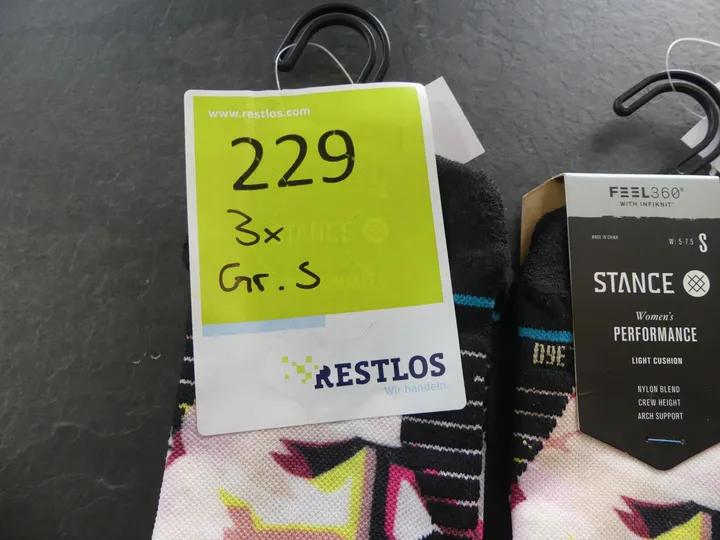 www.restlos.com
229
3x
Gr. S
RESTLOS
Wir handeln.
FEEL360°
WITH INFIKNIT™
MADE IN CHINA
W: 5-7.5 S
STANCE
Women's
PERFORMANCE
LIGHT CUSHION
NYLON BLEND
CREW HEIGHT
ARCH SUPPORT